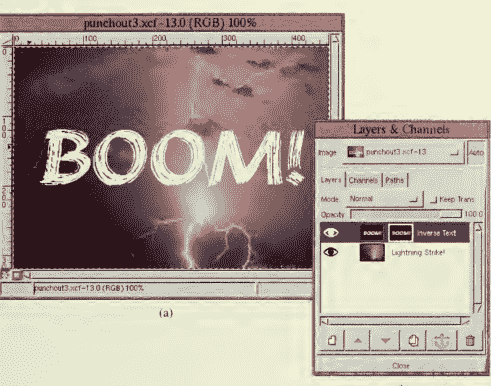 punchout3.xcf-13.0 (RGB) 100%
0 100 200 300 400
BOOM!
punchout3.xcf-13.0 (RGB) 100%
(a)
Layers & Channels
Image: punchout3.xcf-13 Auto
Layers Channels Paths
Mode: Normal Keep Trans.
Opacity: 100.0
BOOM! BOOM! Inverse Text
Lightning Strike!
Close